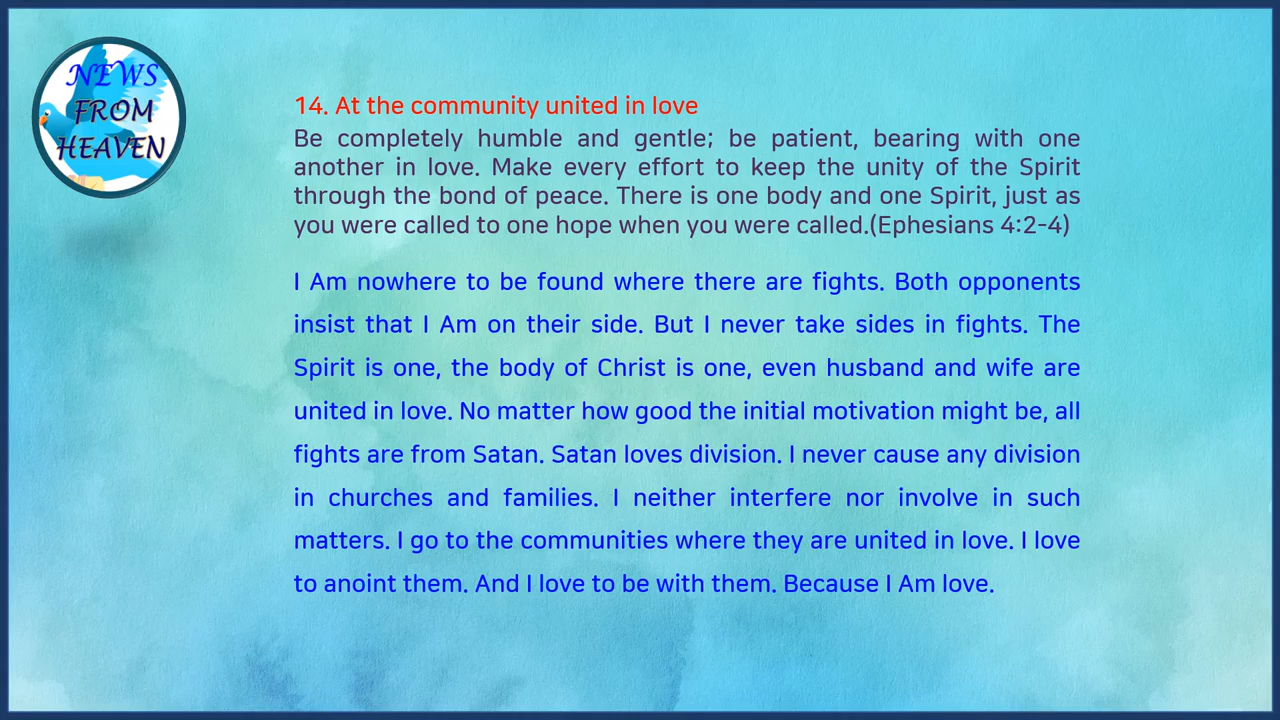 NEWS
FROM
HEAVEN
14. At the community united in love
Be completely humble and gentle; be patient, bearing with one
another in love. Make every effort to keep the unity of the Spirit
through the bond of peace. There is one body and one Spirit, just as
you were called to one hope when you were called.(Ephesians 4:2-4)
I Am nowhere to be found where there are fights. Both opponents
insist that I Am on their side. But I never take sides in fights. The
Spirit is one, the body of Christ is one, even husband and wife are
united in love. No matter how good the initial motivation might be, all
fights are from Satan. Satan loves division. I never cause any division
in churches and families. I neither interfere nor involve in such
matters. I go to the communities where they are united in love. I love
to anoint them. And I love to be with them. Because I Am love.